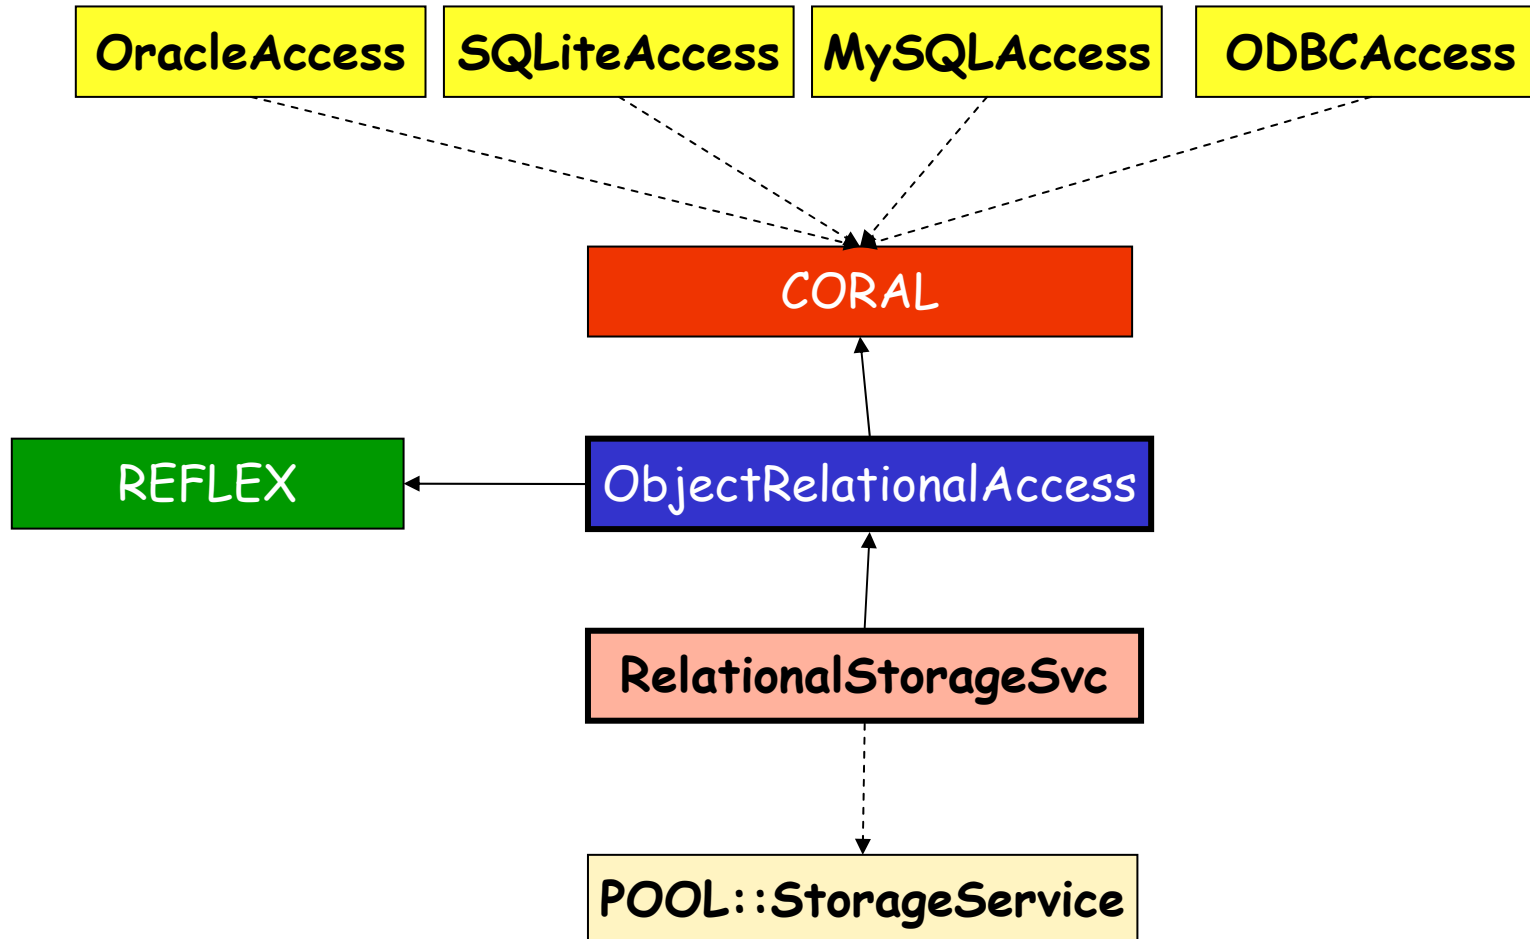 OracleAccess
SQLiteAccess
MySQLAccess
ODBCAccess
CORAL
REFLEX
ObjectRelationalAccess
RelationalStorageSvc
POOL::StorageService